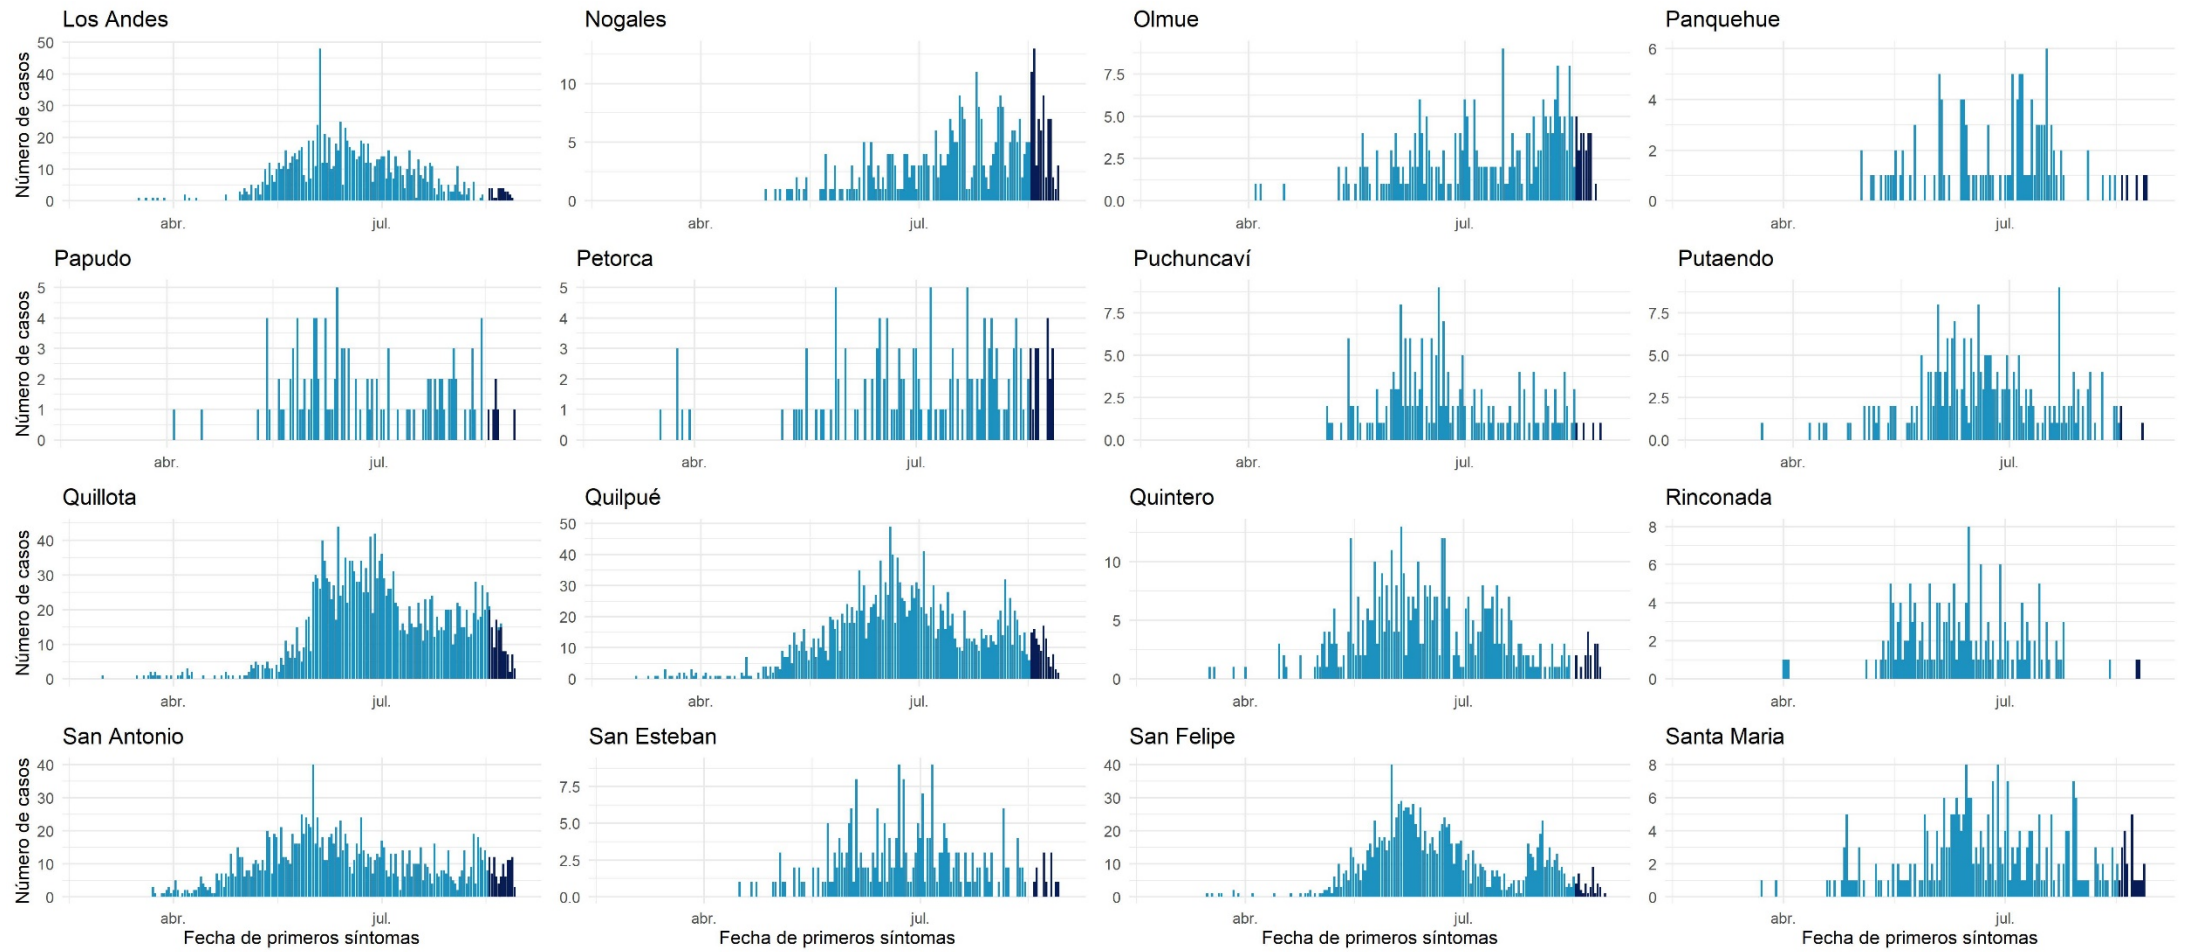 Los Andes
Número de casos
50
40
30
20
10
0
abr.
jul.
Nogales
10
5
0
abr.
jul.
Olmue
7.5
5.0
2.5
0.0
abr.
jul.
Panquehue
6
4
2
0
abr.
jul.
Papudo
Número de casos
5
4
3
2
1
0
abr.
jul.
Petorca
5
4
3
2
1
0
abr.
jul.
Puchuncaví
7.5
5.0
2.5
0.0
abr.
jul.
Putaendo
7.5
5.0
2.5
0.0
abr.
jul.
Quillota
Número de casos
40
30
20
10
0
abr.
jul.
Quilpué
50
40
30
20
10
0
abr.
jul.
Quintero
10
5
0
abr.
jul.
Rinconada
8
6
4
2
0
abr.
jul.
San Antonio
Número de casos
40
30
20
10
0
abr.
jul.
Fecha de primeros síntomas
San Esteban
7.5
5.0
2.5
0.0
abr.
jul.
Fecha de primeros síntomas
San Felipe
40
30
20
10
0
abr.
jul.
Fecha de primeros síntomas
Santa Maria
8
6
4
2
0
abr.
jul.
Fecha de primeros síntomas